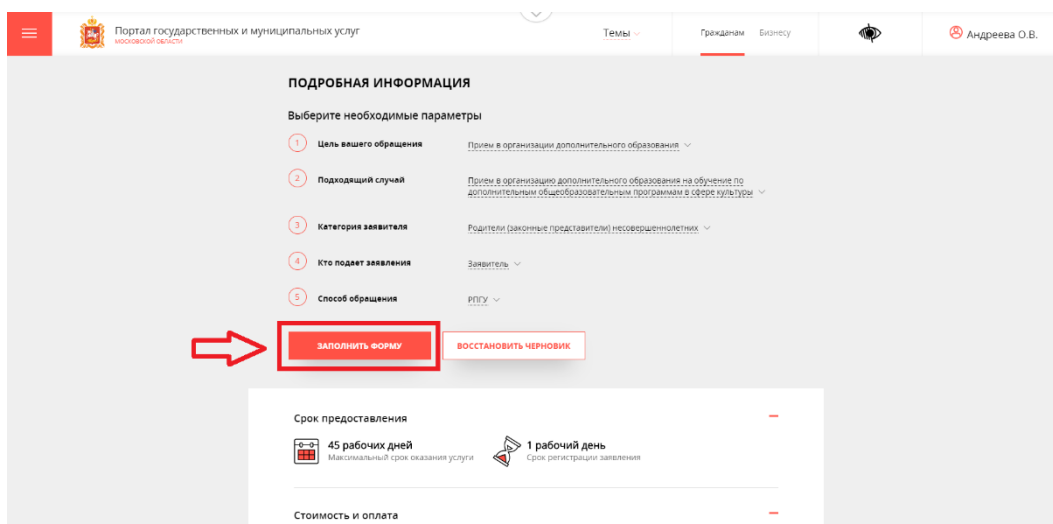 Портал государственных и муниципальных услуг
МОСКОВСКОЙ ОБЛАСТИ
Темы
Гражданам
Бизнесу
Андреева О.В.
ПОДРОБНАЯ ИНФОРМАЦИЯ
Выберите необходимые параметры
1 Цель вашего обращения
Прием в организации дополнительного образования
2 Подходящий случай
Прием в организацию дополнительного образования на обучение по
дополнительным общеобразовательным программам в сфере культуры
3 Категория заявителя
Родители (законные представители) несовершеннолетних
4 Кто подает заявления
Заявитель
5 Способ обращения
РПГУ
ЗАПОЛНИТЬ ФОРМУ
ВОССТАНОВИТЬ ЧЕРНОВИК
Срок предоставления
45 рабочих дней
Максимальный срок оказания услуги
1 рабочий день
Срок регистрации заявления
Стоимость и оплата